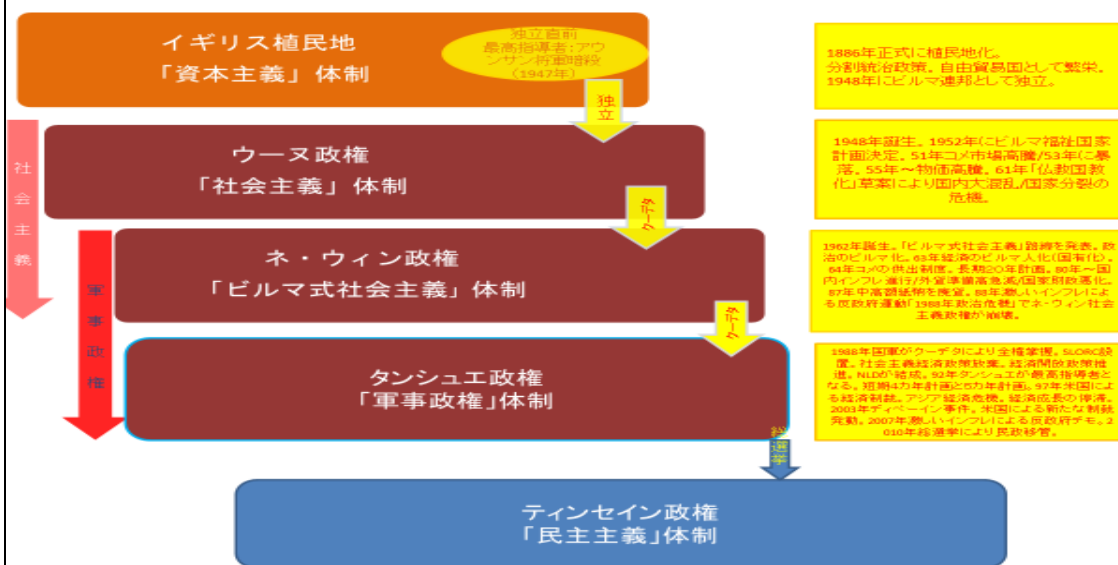 イギリス植民地
「資本主義」体制
独立直前
最高指導者:アウ
ンサン将軍暗殺
(1947年)
1886年正式に植民地化。
分割統治政策。自由貿易国として繁栄。
1948年にビルマ連邦として独立。
独立
社会主義
ウーヌ政権
「社会主義」体制
1948年誕生。1952年にビルマ福祉国家
計画決定。51年コメ市場高騰/53年に暴
落。55年～物価高騰。61年「仏教国教
化」草案により国内大混乱/国家分裂の
危機。
クーデタ
軍事政権
ネ・ウィン政権
「ビルマ式社会主義」体制
1962年誕生。「ビルマ式社会主義」路線を発表。政
治のビルマ化。63年経済のビルマ人化(国有化)。
64年コメの供出制度。長期20年計画。80年～国
内インフレ進行/外貨準備高急減/国家財政悪化。
87年中高額紙幣を廃貨。88年激しいインフレによ
る反政府運動「1988年政治危機」でネ・ウィン社会
主義政権が崩壊。
クーデタ
タンシュエ政権
「軍事政権」体制
1988年国軍がクーデタにより全権掌握。SLORC設
置。社会主義経済政策放棄。経済開放政策推
進。NLDが結成。92年タンシュエが最高指導者と
なる。短期4カ年計画と5カ年計画。97年米国に
よる経済制裁。アジア経済危機。経済成長の停滞。
2003年ディペーイン事件。米国による新たな制裁
発動。2007年激しいインフレによる反政府デモ。2
010年総選挙により民政移管。
総選挙
ティンセイン政権
「民主主義」体制